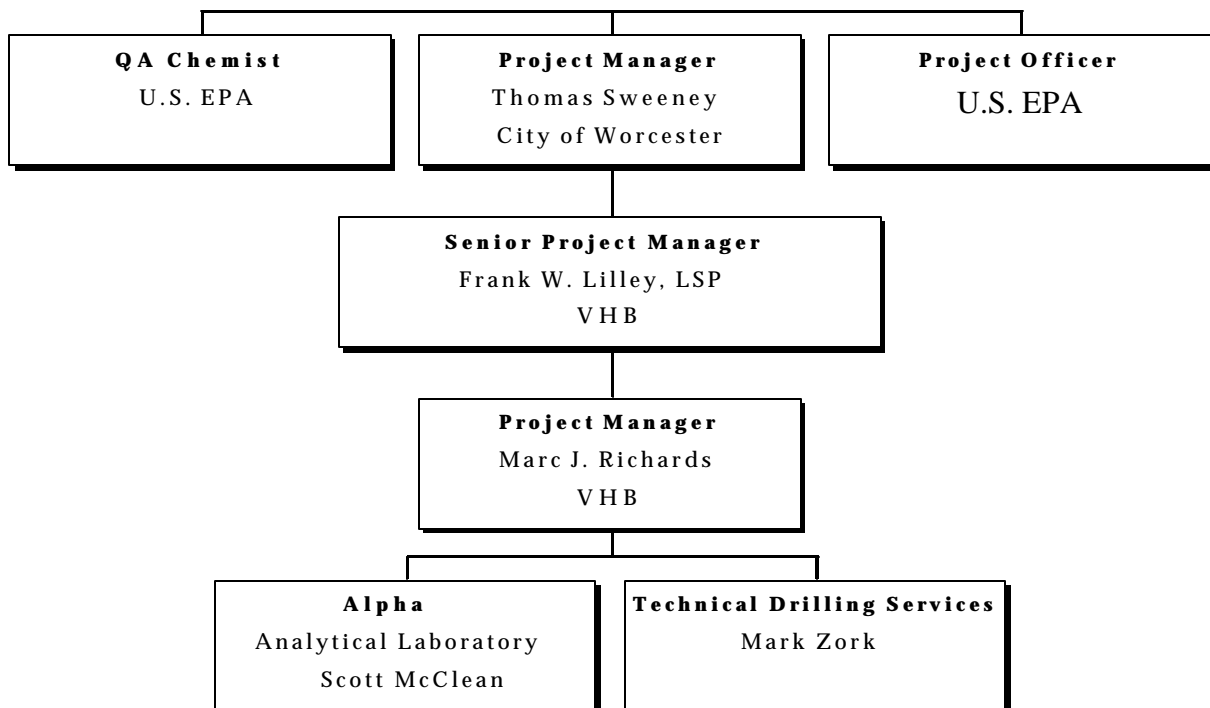 QA Chemist
U.S. EPA
Project Manager
Thomas Sweeney
City of Worcester
Project Officer
U.S. EPA
Senior Project Manager
Frank W. Lilley, LSP
VHB
Project Manager
Marc J. Richards
VHB
Alpha
Analytical Laboratory
Scott McClean
Technical Drilling Services
Mark Zork